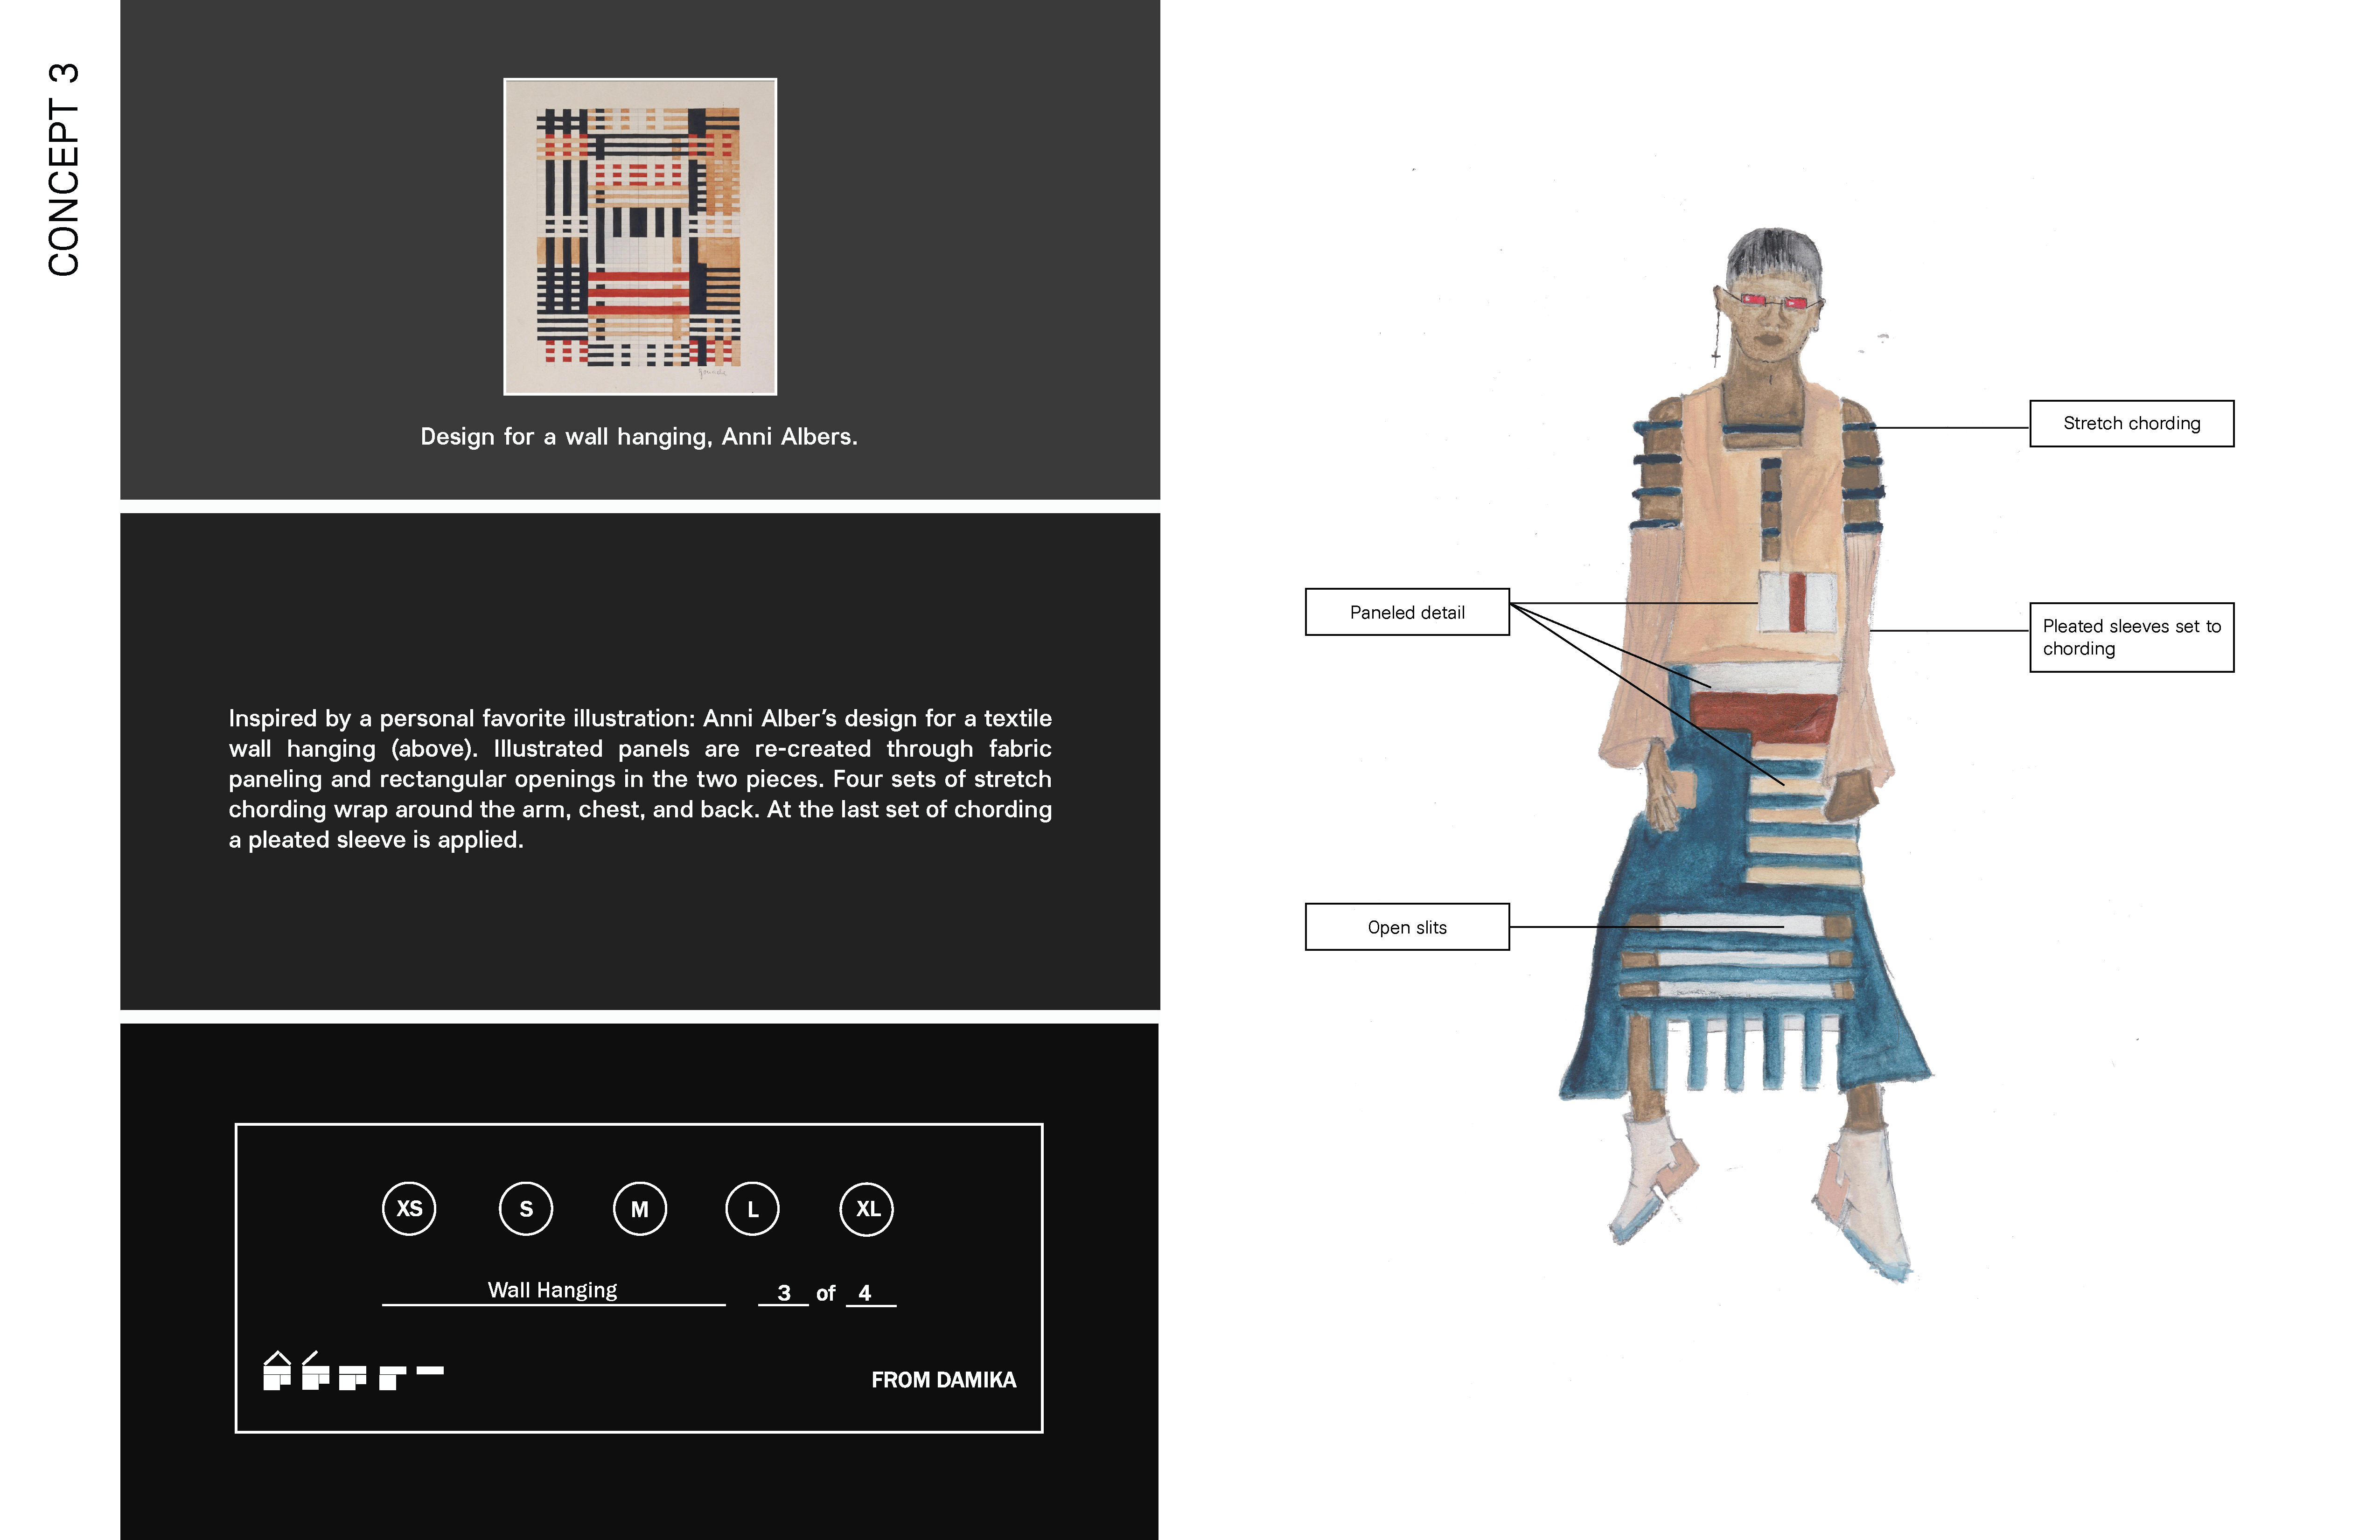 CONCEPT 3
Design for a wall hanging, Anni Albers.
Inspired by a personal favorite illustration: Anni Alber’s design for a textile
wall hanging (above). Illustrated panels are re-created through fabric
paneling and rectangular openings in the two pieces. Four sets of stretch
chording wrap around the arm, chest, and back. At the last set of chording
a pleated sleeve is applied.
XS S M L XL
Wall Hanging 3 of 4
FROM DAMIKA
Stretch chording
Paneled detail
Pleated sleeves set to
chording
Open slits